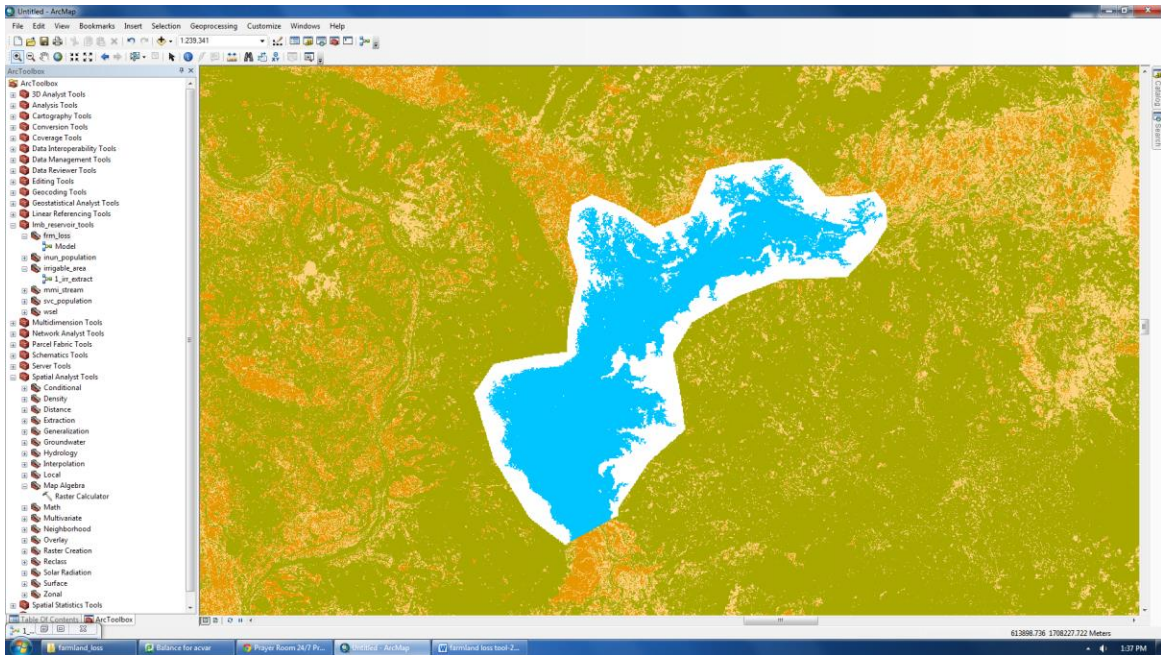 Untitled - ArcMap
File Edit View Bookmarks Insert Selection Geoprocessing Customize Windows Help
1:239,341
ArcToolbox
ArcToolbox
3D Analyst Tools
Analysis Tools
Cartography Tools
Conversion Tools
Coverage Tools
Data Interoperability Tools
Data Management Tools
Data Reviewer Tools
Editing Tools
Geocoding Tools
Geostatistical Analyst Tools
Linear Referencing Tools
lmb_reservoir_tools
frm_loss
Model
inun_population
irrigable_area
1_irr_extract
mmi_stream
svc_population
wsel
Multidimension Tools
Network Analyst Tools
Parcel Fabric Tools
Schematics Tools
Server Tools
Spatial Analyst Tools
Conditional
Density
Distance
Extraction
Generalization
Groundwater
Hydrology
Interpolation
Local
Map Algebra
Raster Calculator
Math
Multivariate
Neighborhood
Overlay
Raster Creation
Reclass
Solar Radiation
Surface
Zonal
Spatial Statistics Tools
Table Of Contents ArcToolbox
Catalog
Search
1_...
613898.736 1708227.722 Meters
farmland_loss Balance for acvar Prayer Room 24/7 Pr... Untitled - ArcMap farmland loss tool-2... 1:37 PM